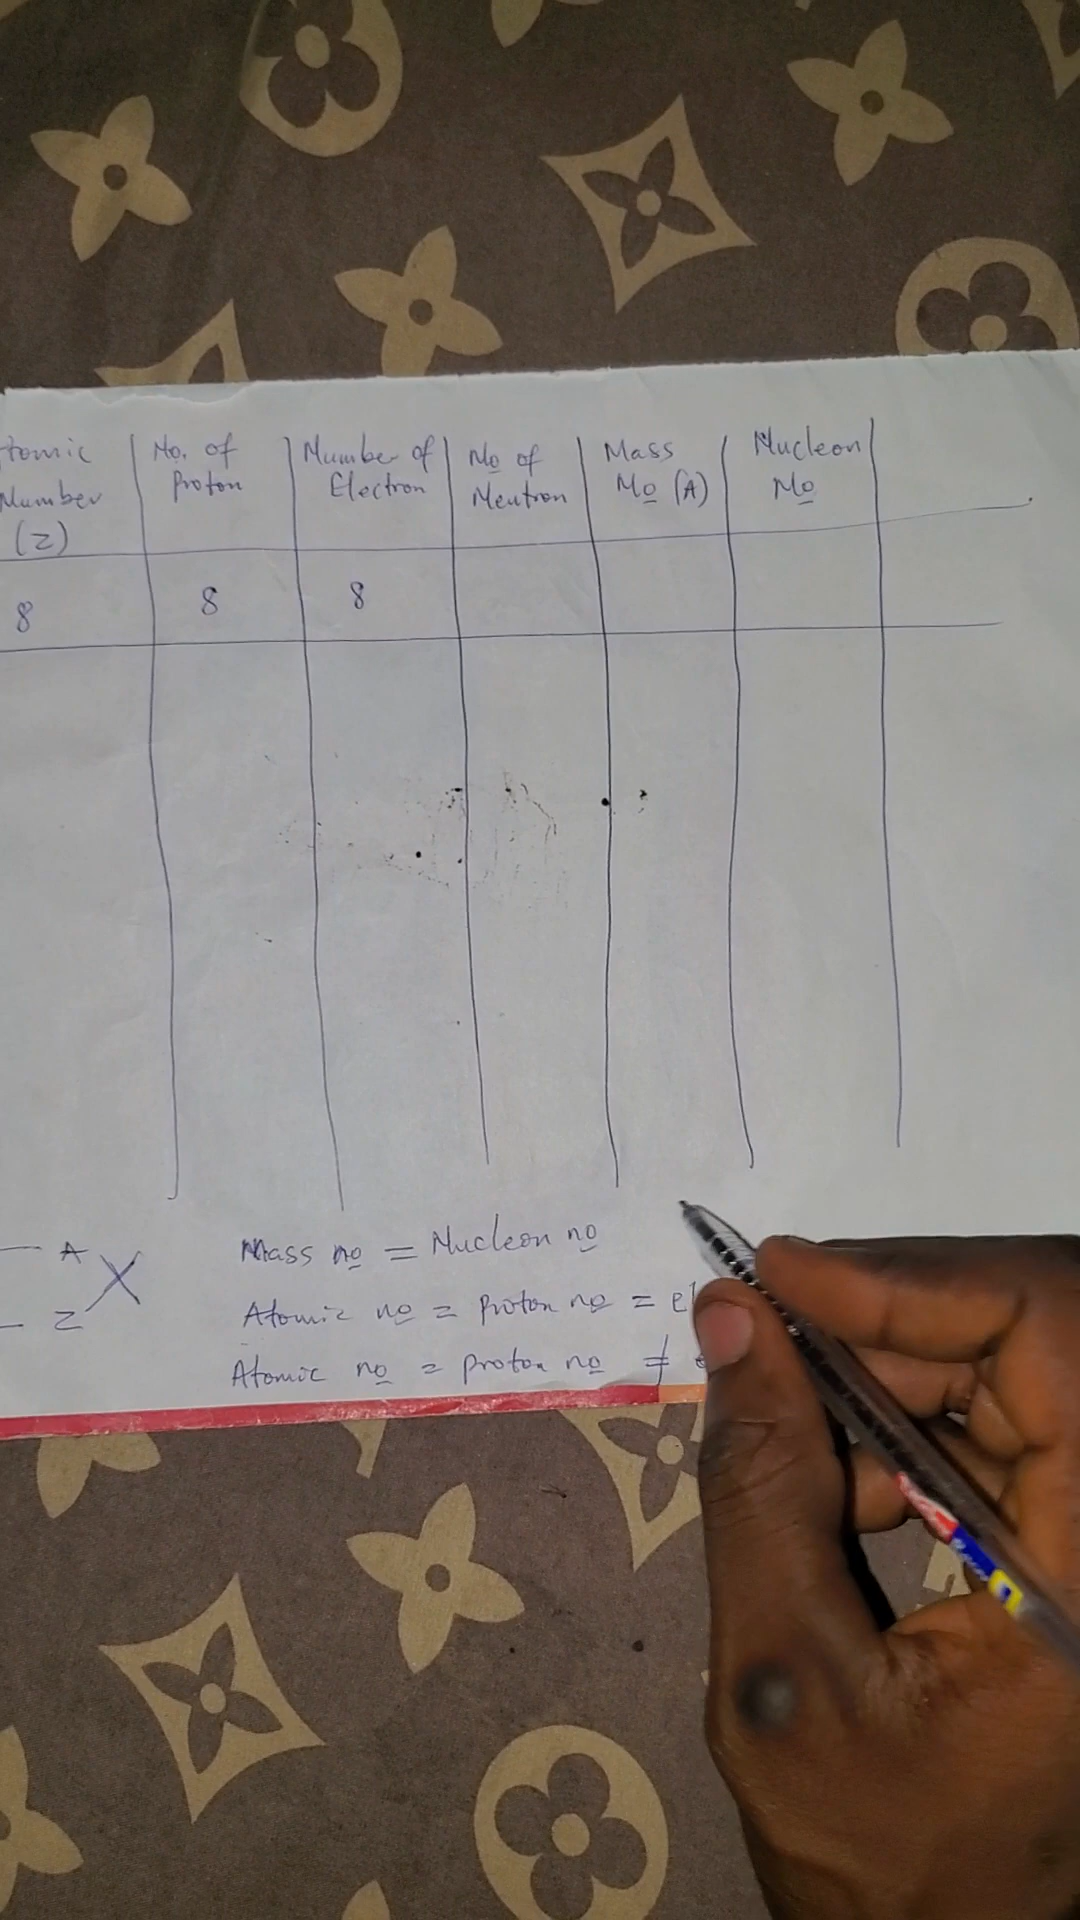 tomic
Number
(Z)
No. of
Proton
Number of
Electron
No of
Neutron
Mass
No (A)
Nucleon
No
8
8
8
A
X
Z
Mass no = Nucleon no
Atomic no = proton no = el
Atomic no = proton no ≠